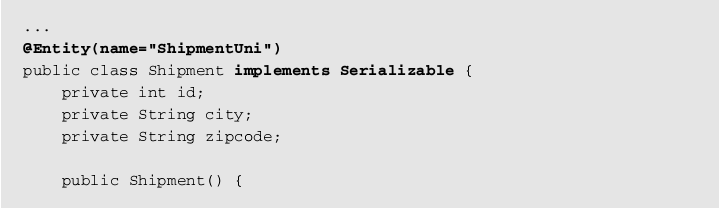 ...
@Entity(name="ShipmentUni")
public class Shipment implements Serializable {
    private int id;
    private String city;
    private String zipcode;

    public Shipment() {